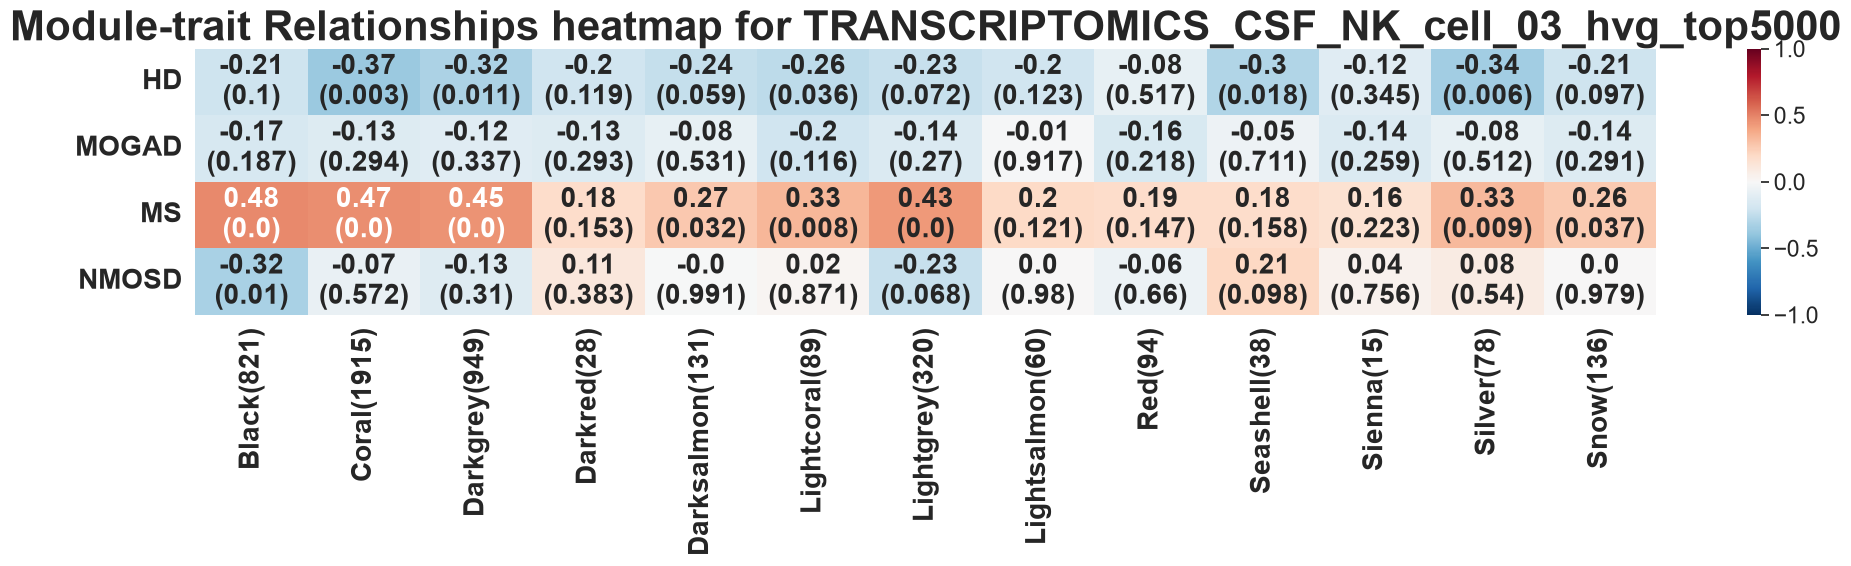 Module-trait Relationships heatmap for TRANSCRIPTOMICS_CSF_NK_cell_03_hvg_top5000
HD
-0.21 -0.37 -0.32 -0.2 -0.24 -0.26 -0.23 -0.2 -0.08 -0.3 -0.12 -0.34 -0.21
(0.1) (0.003) (0.011) (0.119) (0.059) (0.036) (0.072) (0.123) (0.517) (0.018) (0.345) (0.006) (0.097)
MOGAD
-0.17 -0.13 -0.12 -0.13 -0.08 -0.2 -0.14 -0.01 -0.16 -0.05 -0.14 -0.08 -0.14
(0.187) (0.294) (0.337) (0.293) (0.531) (0.116) (0.27) (0.917) (0.218) (0.711) (0.259) (0.512) (0.291)
MS
0.48 0.47 0.45 0.18 0.27 0.33 0.43 0.2 0.19 0.18 0.16 0.33 0.26
(0.0) (0.0) (0.0) (0.153) (0.032) (0.008) (0.0) (0.121) (0.147) (0.158) (0.223) (0.009) (0.037)
NMOSD
-0.32 -0.07 -0.13 0.11 -0.0 0.02 -0.23 0.0 -0.06 0.21 0.04 0.08 0.0
(0.01) (0.572) (0.31) (0.383) (0.991) (0.871) (0.068) (0.98) (0.66) (0.098) (0.756) (0.54) (0.979)
Black(821)
Coral(1915)
Darkgrey(949)
Darkred(28)
Darksalmon(131)
Lightcoral(89)
Lightgrey(320)
Lightsalmon(60)
Red(94)
Seashell(38)
Sienna(15)
Silver(78)
Snow(136)
1.0
0.5
0.0
−0.5
−1.0